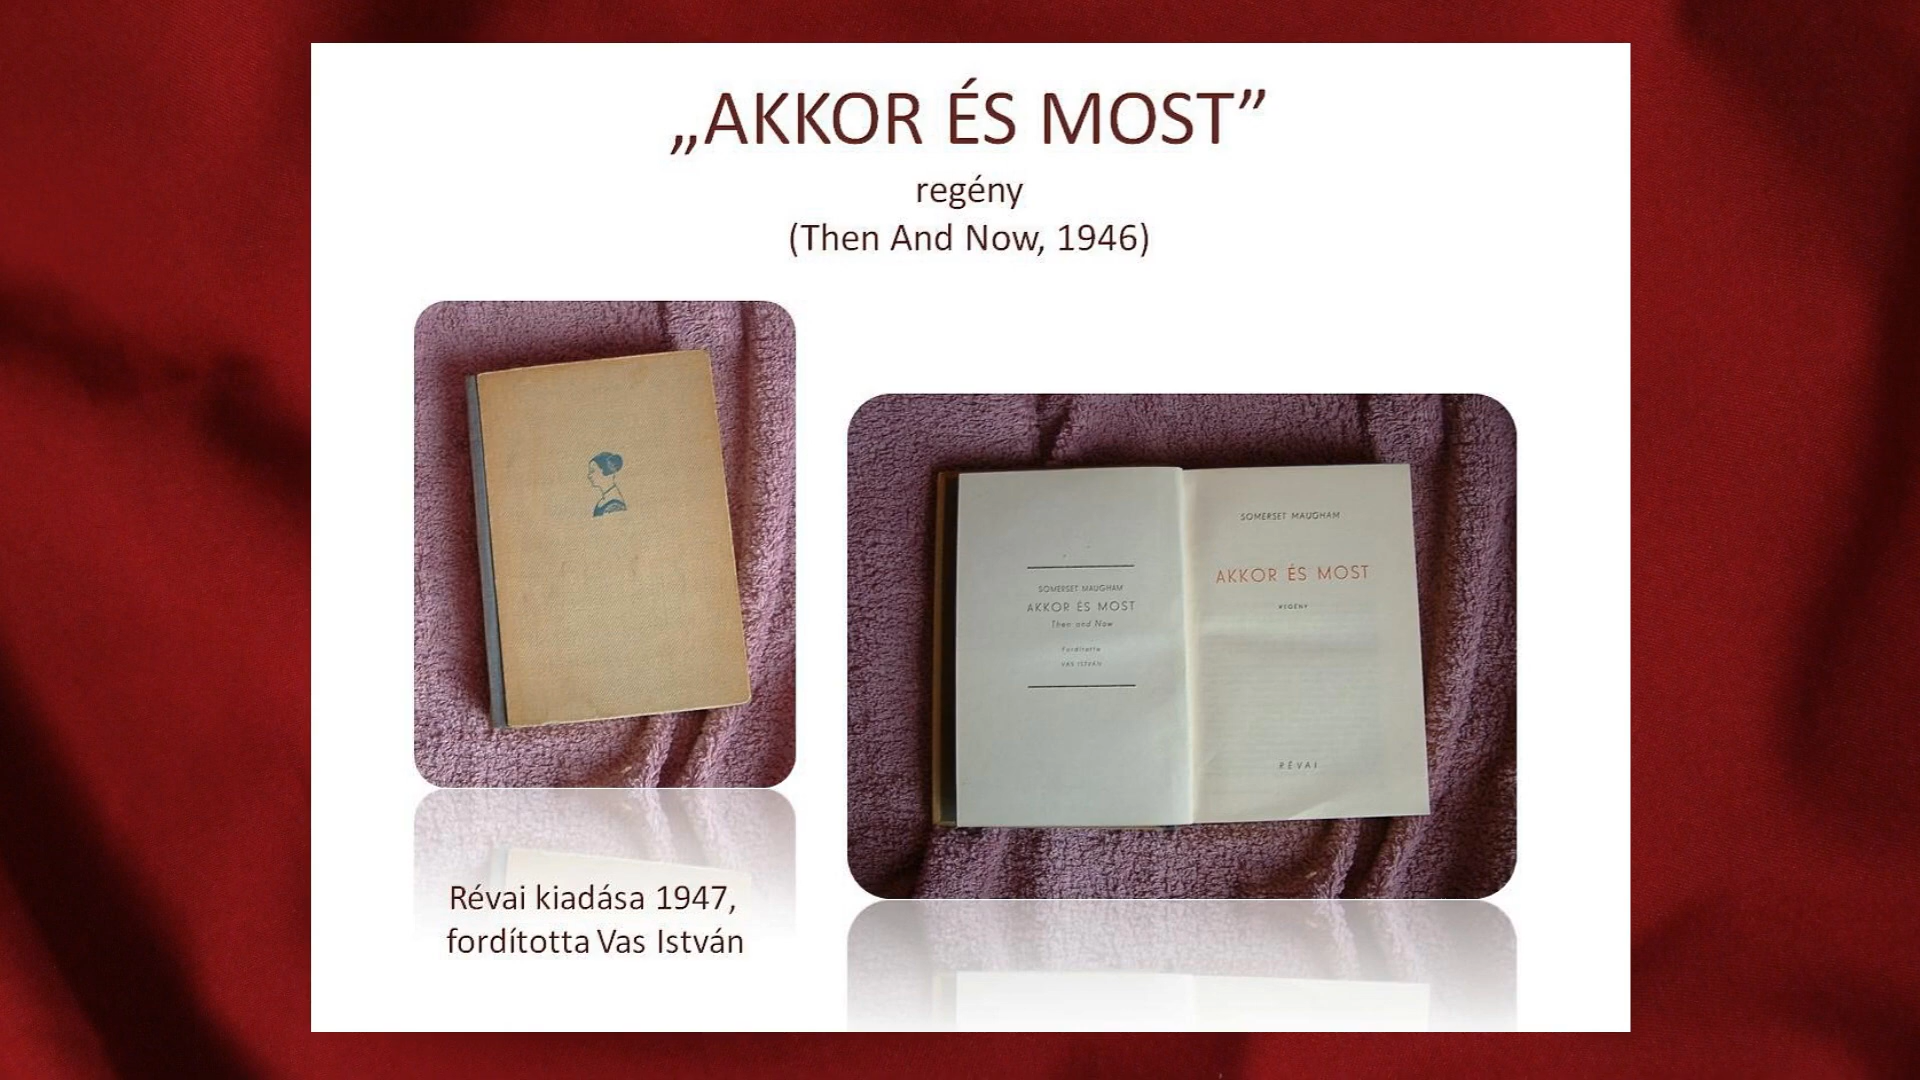 „AKKOR ÉS MOST”
regény
(Then And Now, 1946)
SOMERSET MAUGHAM
AKKOR ÉS MOST
Then and Now
Fordította
VAS ISTVÁN
SOMERSET MAUGHAM
AKKOR ÉS MOST
REGÉNY
RÉVAI
Révai kiadása 1947,
fordította Vas István